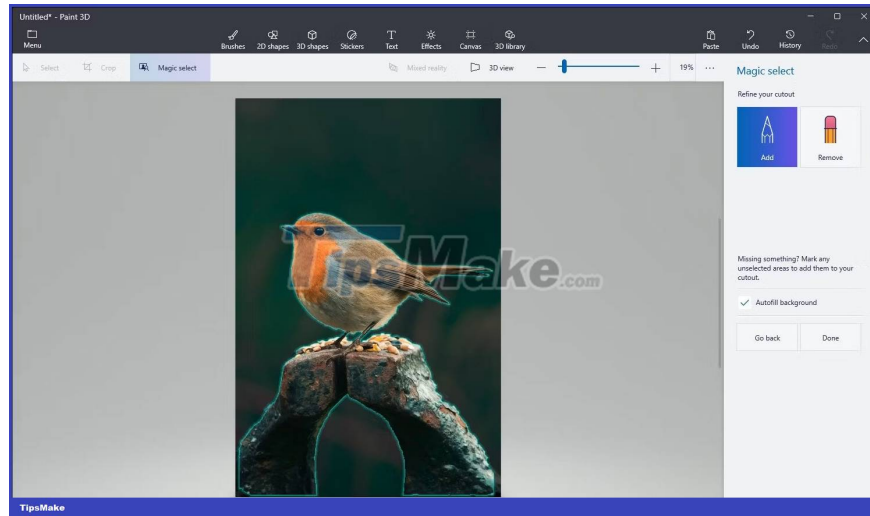 Untitled* - Paint 3D
Menu
Brushes
2D shapes
3D shapes
Stickers
Text
Effects
Canvas
3D library
Paste
Undo
History
Redo
Select
Crop
Magic select
Mixed reality
3D view
19%
Magic select
Refine your cutout
Add
Remove
Missing something? Mark any
unselected areas to add them to your
cutout.
Autofill background
Go back
Done
TipsMake.com
TipsMake